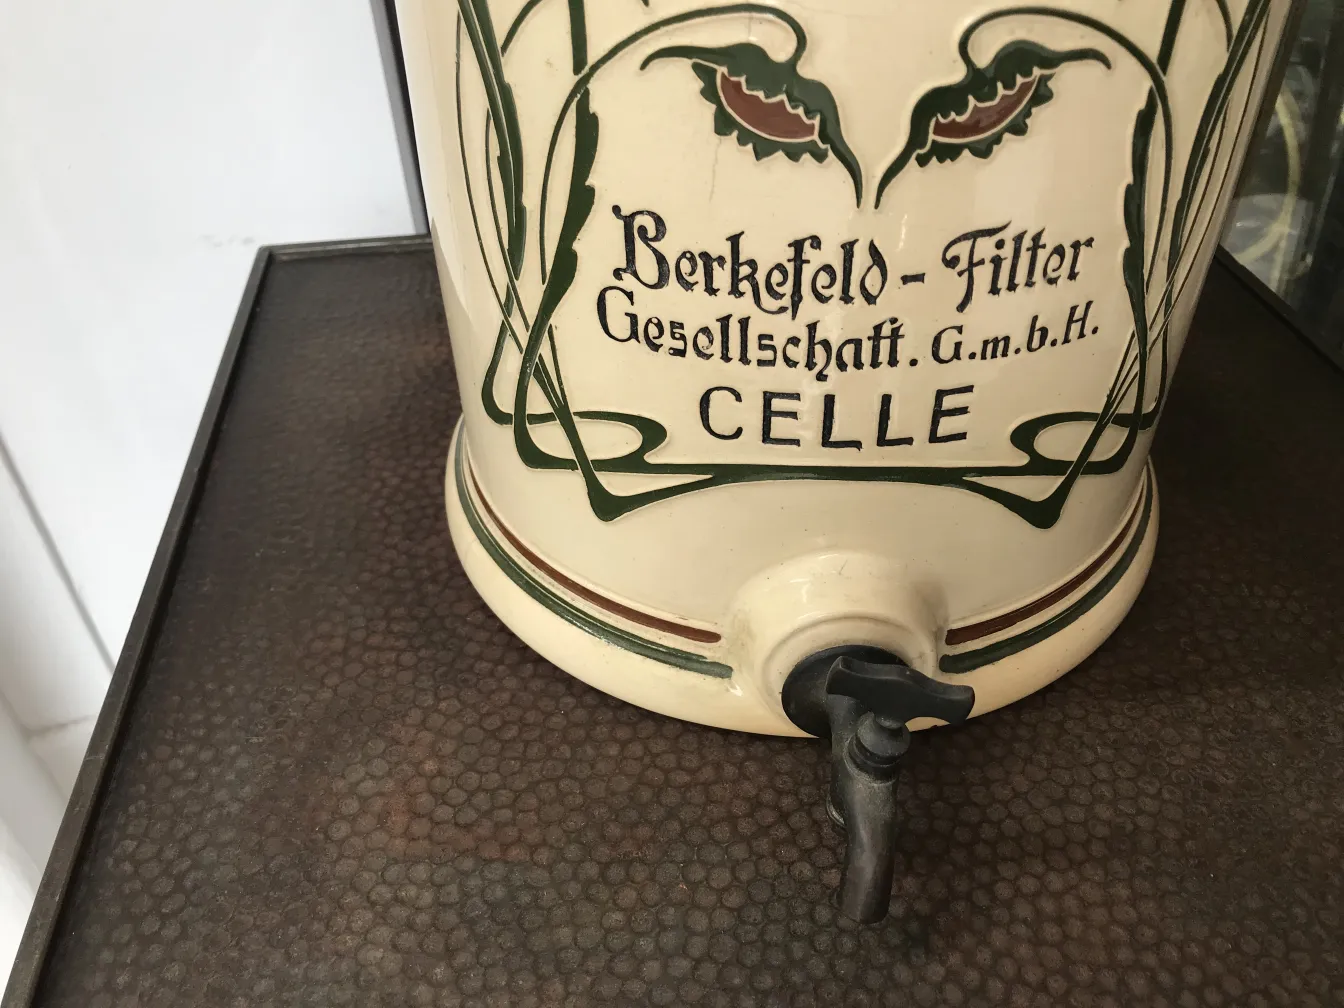 Berkefeld-Filter
Gesellschaft. G.m.b.H.
CELLE